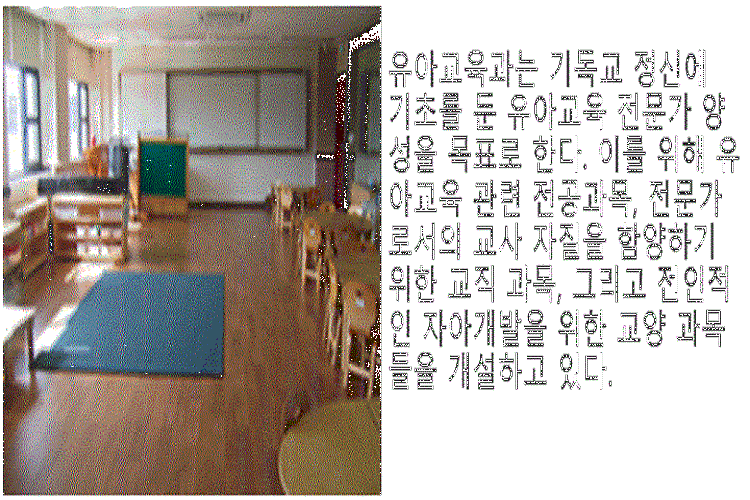 유아교육과는 기독교 정신에
기초를 둔 유아교육 전문가 양
성을 목표로 한다. 이를 위해 유
아교육 관련 전공과목, 전문가
로서의 교사 자질을 함양하기
위한 교직 과목, 그리고 전인적
인 자아개발을 위한 교양 과목
들을 개설하고 있다.